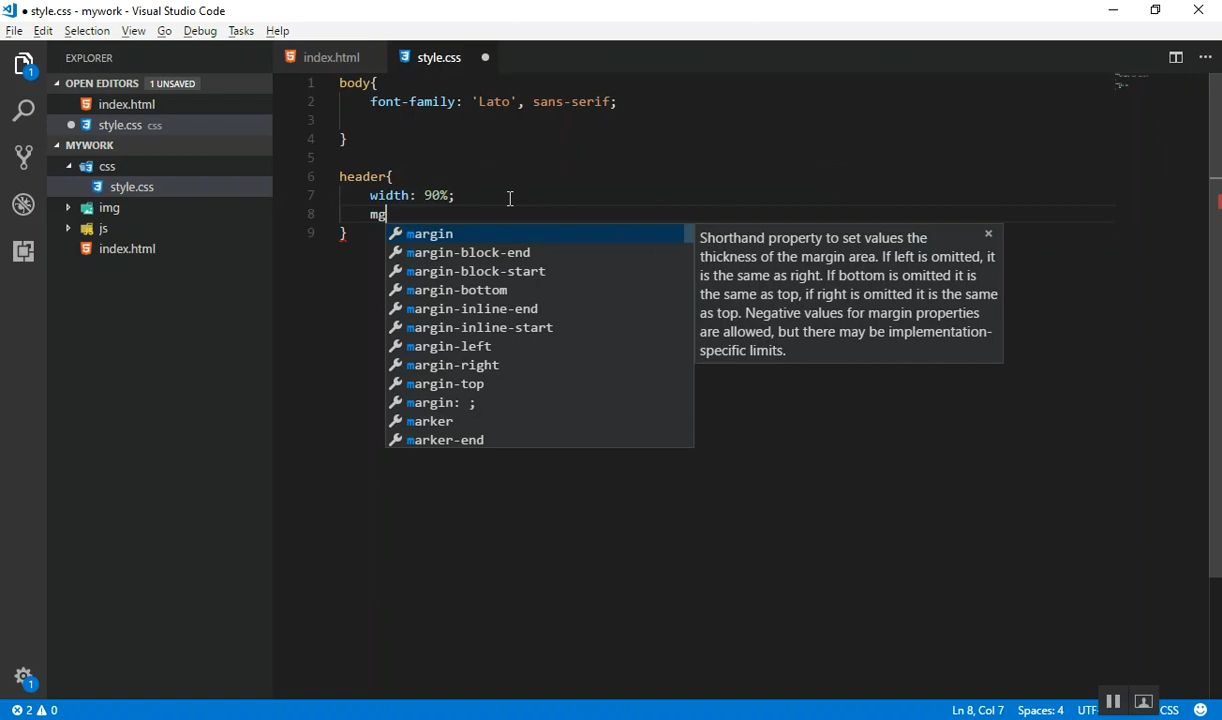 ● style.css - mywork - Visual Studio Code
File Edit Selection View Go Debug Tasks Help
EXPLORER
OPEN EDITORS 1 UNSAVED
index.html
style.css css
MYWORK
css
style.css
img
js
index.html
1
1
index.html
style.css
1 body{
2 font-family: 'Lato', sans-serif;
3
4 }
5
6 header{
7 width: 90%;
8 mg
9 }
margin
margin-block-end
margin-block-start
margin-bottom
margin-inline-end
margin-inline-start
margin-left
margin-right
margin-top
margin: ;
marker
marker-end
Shorthand property to set values the
thickness of the margin area. If left is omitted, it
is the same as right. If bottom is omitted it is
the same as top, if right is omitted it is the same
as top. Negative values for margin properties
are allowed, but there may be implementation-
specific limits.
2 0
Ln 8, Col 7 Spaces: 4 UTF- CSS